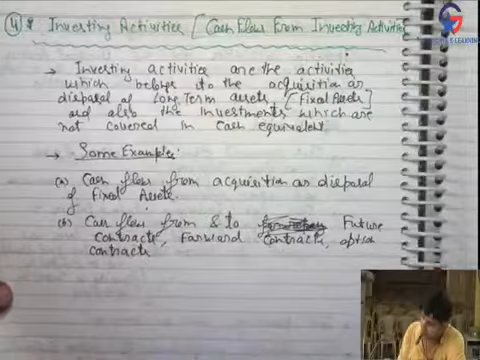 4) Investing Activities [Cash Flow From Investing Activities
→ Investing activities are the activities
which belongs to the acquisition or
disposal of Long Term assets [Fixed Assets]
and also the investments which are
not covered in Cash equivalent
→ Some Examples:
(a) Cash flow from acquisition or disposal
of Fixed Assets.
(b) Cash flow from & to Future
contracts, Forward Contracts, option
contracts